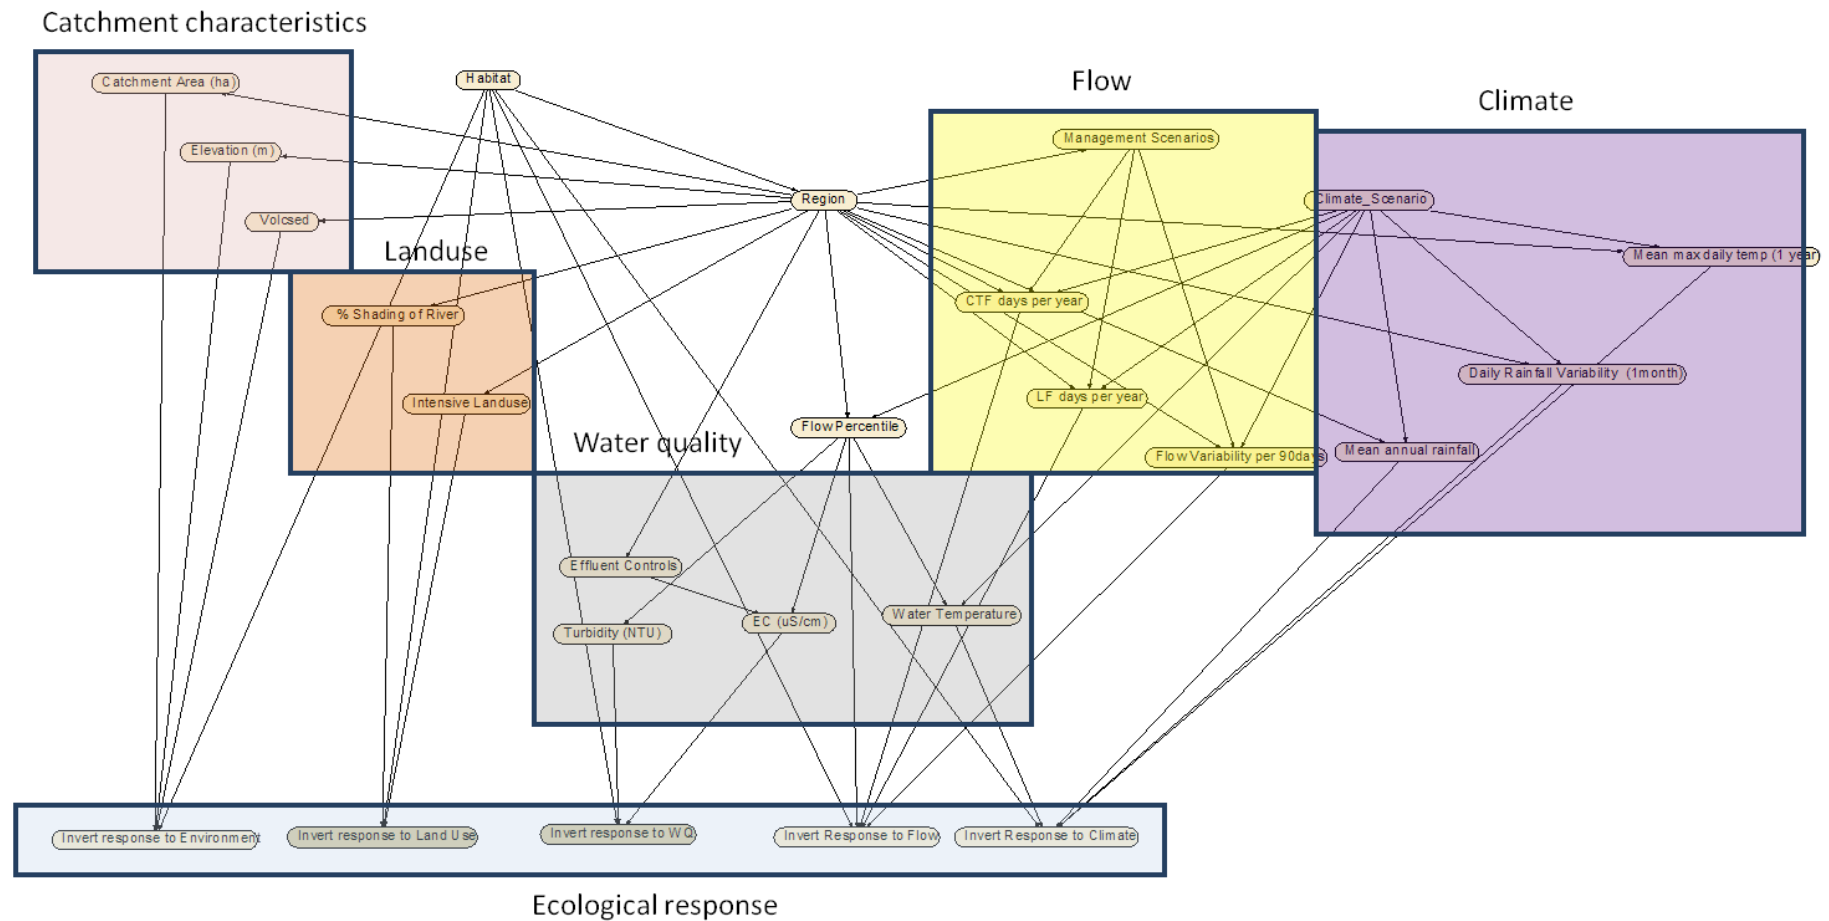 Catchment characteristics
Catchment Area (ha)
Habitat
Flow
Climate
Elevation (m)
Management Scenarios
Volcsed
Region
Climate_Scenario
Landuse
Mean max daily temp (1 year)
% Shading of River
CTF days per year
Intensive Landuse
LF days per year
Daily Rainfall Variability (1month)
Water quality
Flow Percentile
Flow Variability per 90days
Mean annual rainfall
Effluent Controls
Turbidity (NTU)
EC (uS/cm)
Water Temperature
Invert response to Environment
Invert response to Land Use
Invert response to WQ
Invert Response to Flow
Invert Response to Climate
Ecological response